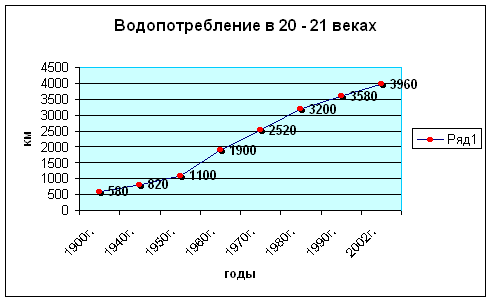 Водопотребление в 20 - 21 веках
км
4500
4000
3500
3000
2500
2000
1500
1000
500
0
580
820
1100
1900
2520
3200
3580
3960
1900г.
1940г.
1950г.
1960г.
1970г.
1980г.
1990г.
2002г.
годы
Ряд1